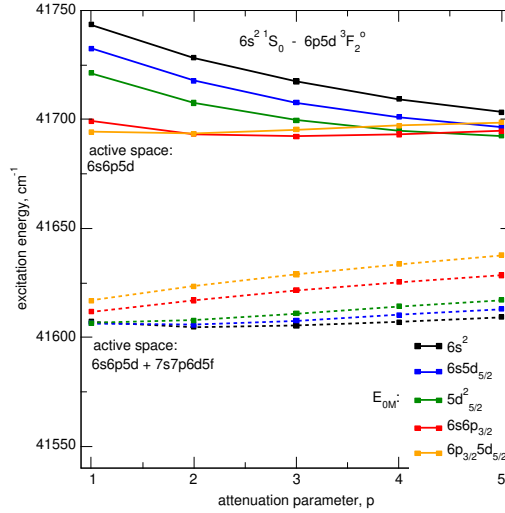 6s² ¹S₀ - 6p5d ³F₂°
excitation energy, cm⁻¹
41750
41700
41650
41600
41550
active space:
6s6p5d
active space:
6s6p5d + 7s7p6d5f
E₀M:
6s²
6s5d₅/₂
5d²₅/₂
6s6p₃/₂
6p₃/₂5d₅/₂
1 2 3 4 5
attenuation parameter, p